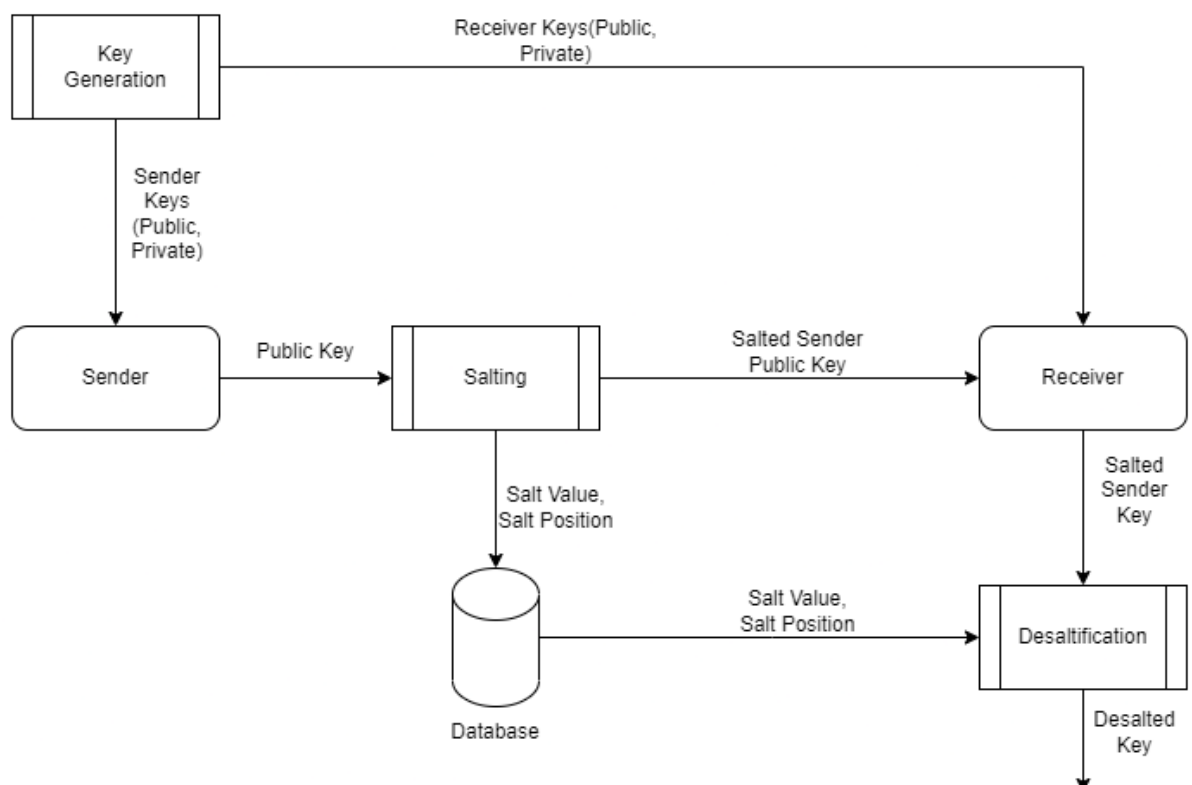 Receiver Keys(Public,
Private)
Key
Generation
Sender
Keys
(Public,
Private)
Sender
Public Key
Salting
Salted Sender
Public Key
Receiver
Salt Value,
Salt Position
Salted
Sender
Key
Database
Salt Value,
Salt Position
Desaltification
Desalted
Key